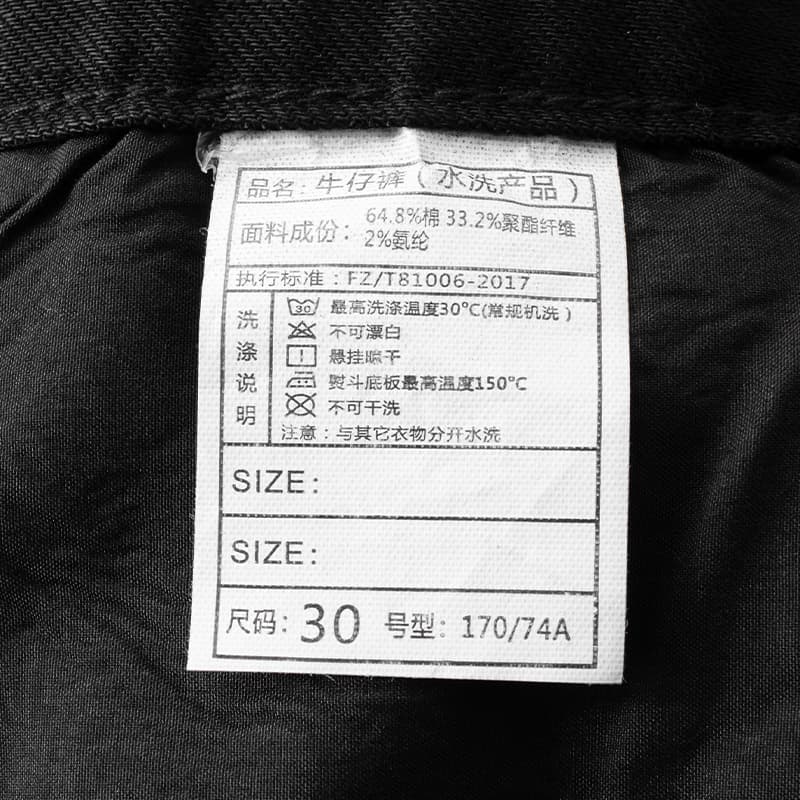 品名: 牛仔裤（水洗产品）
面料成份: 64.8%棉 33.2%聚酯纤维
2%氨纶
执行标准：FZ/T81006-2017
洗涤说明
30 最高洗涤温度30°C(常规机洗)
不可漂白
悬挂晾干
熨斗底板最高温度150°C
不可干洗
注意：与其它衣物分开水洗
SIZE:
SIZE:
尺码: 30 号型: 170/74A